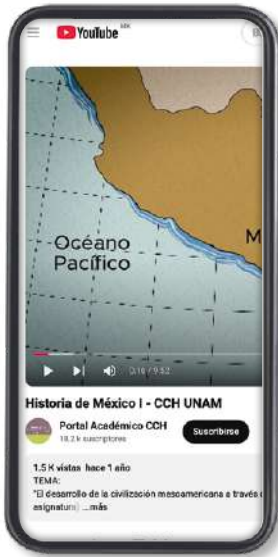 YouTube MX
Océano
Pacífico
M
0:16 / 9:52
Historia de México I - CCH UNAM
Portal Académico CCH
18.2 k suscriptores
Suscribirse
1.5 K vistas hace 1 año
TEMA:
"El desarrollo de la civilización mesoamericana a través d
asignatura) ...más